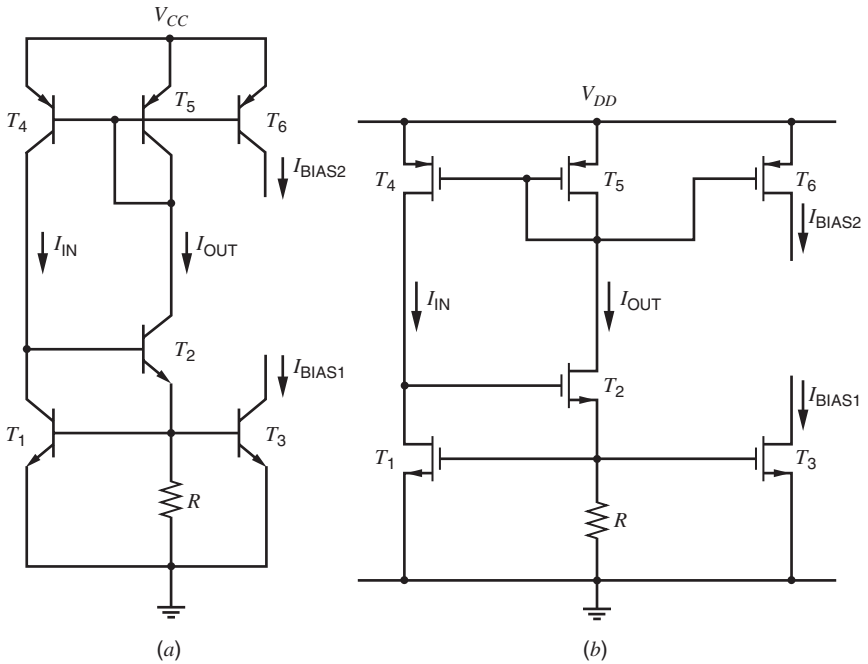 V_CC
T_4
T_5
T_6
I_BIAS2
I_IN
I_OUT
T_2
I_BIAS1
T_1
T_3
R
(a)
V_DD
T_4
T_5
T_6
I_BIAS2
I_IN
I_OUT
T_2
I_BIAS1
T_1
T_3
R
(b)